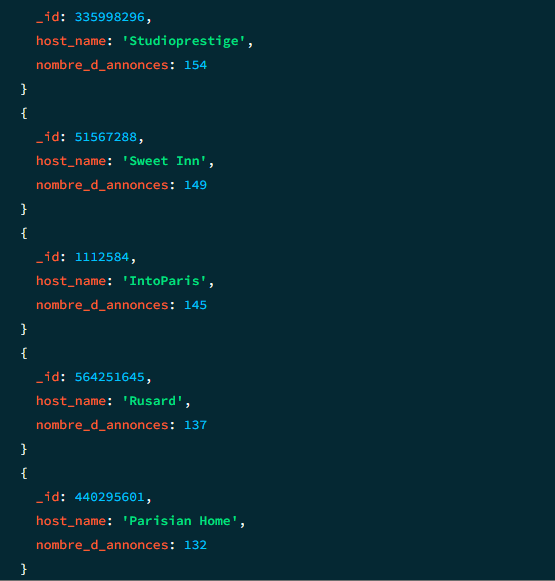 _id: 335998296,
host_name: 'Studioprestige',
nombre_d_annonces: 154
}
{
_id: 51567288,
host_name: 'Sweet Inn',
nombre_d_annonces: 149
}
{
_id: 1112584,
host_name: 'IntoParis',
nombre_d_annonces: 145
}
{
_id: 564251645,
host_name: 'Rusard',
nombre_d_annonces: 137
}
{
_id: 440295601,
host_name: 'Parisian Home',
nombre_d_annonces: 132
}